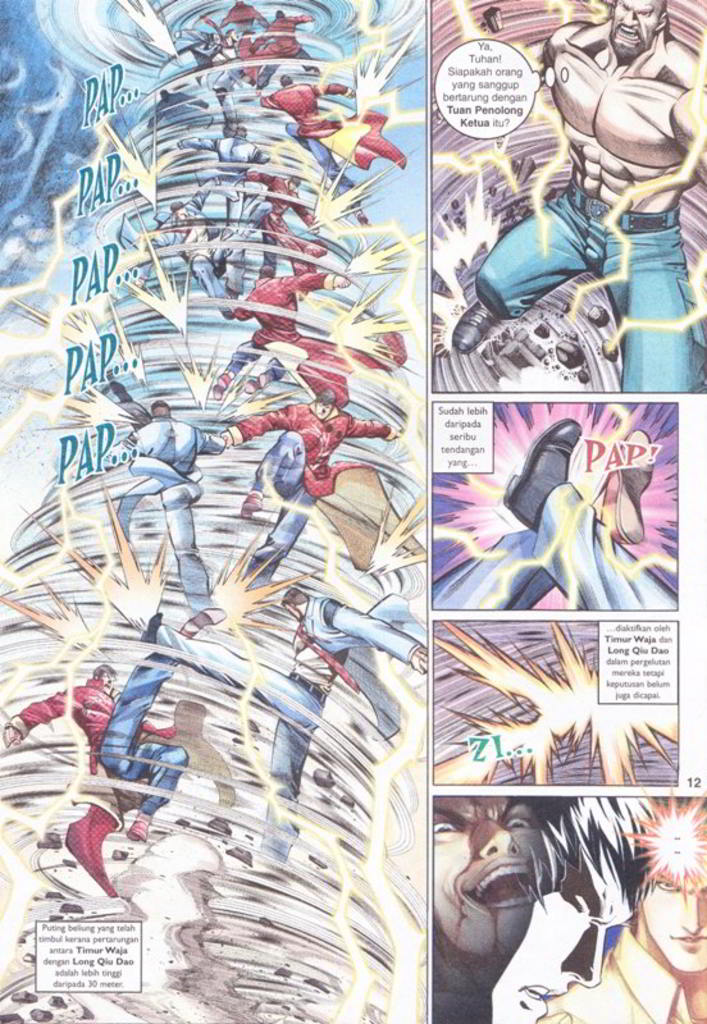 PAP...
PAP...
PAP...
PAP...
PAP...
Puting beliung yang telah
timbul kerana pertarungan
antara Timur Waja
dengan Long Qiu Dao
adalah lebih tinggi
daripada 30 meter.
Ya,
Tuhan!
Siapakah orang
yang sanggup
bertarung dengan
Tuan Penolong
Ketua itu?
Sudah lebih
daripada
seribu
tendangan
yang...
PAP!
...diaktifkan oleh
Timur Waja dan
Long Qiu Dao
dalam pergelutan
mereka tetapi
keputusan belum
juga dicapai.
ZI...
12
...
...